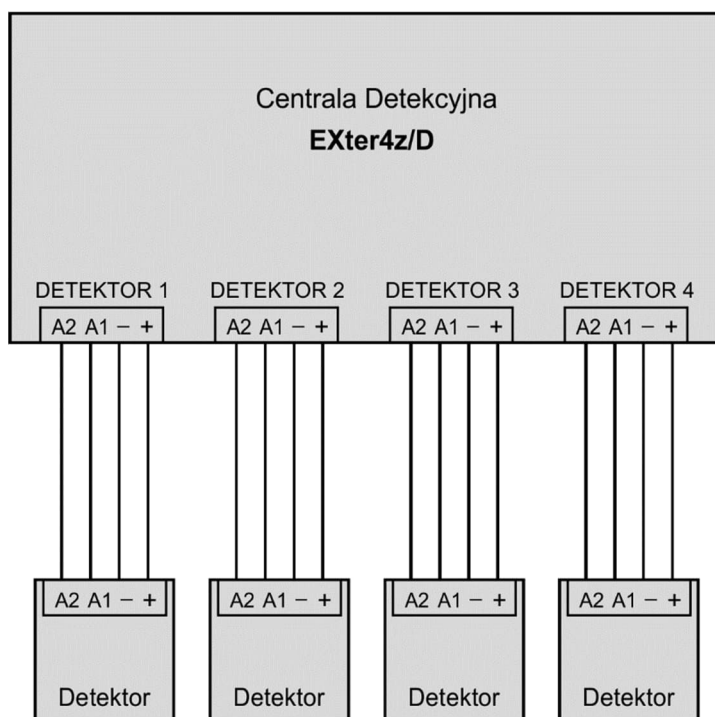 Centrala Detekcyjna
EXter4z/D
DETEKTOR 1 DETEKTOR 2 DETEKTOR 3 DETEKTOR 4
A2 A1 − + A2 A1 − + A2 A1 − + A2 A1 − +
A2 A1 − + A2 A1 − + A2 A1 − + A2 A1 − +
Detektor Detektor Detektor Detektor